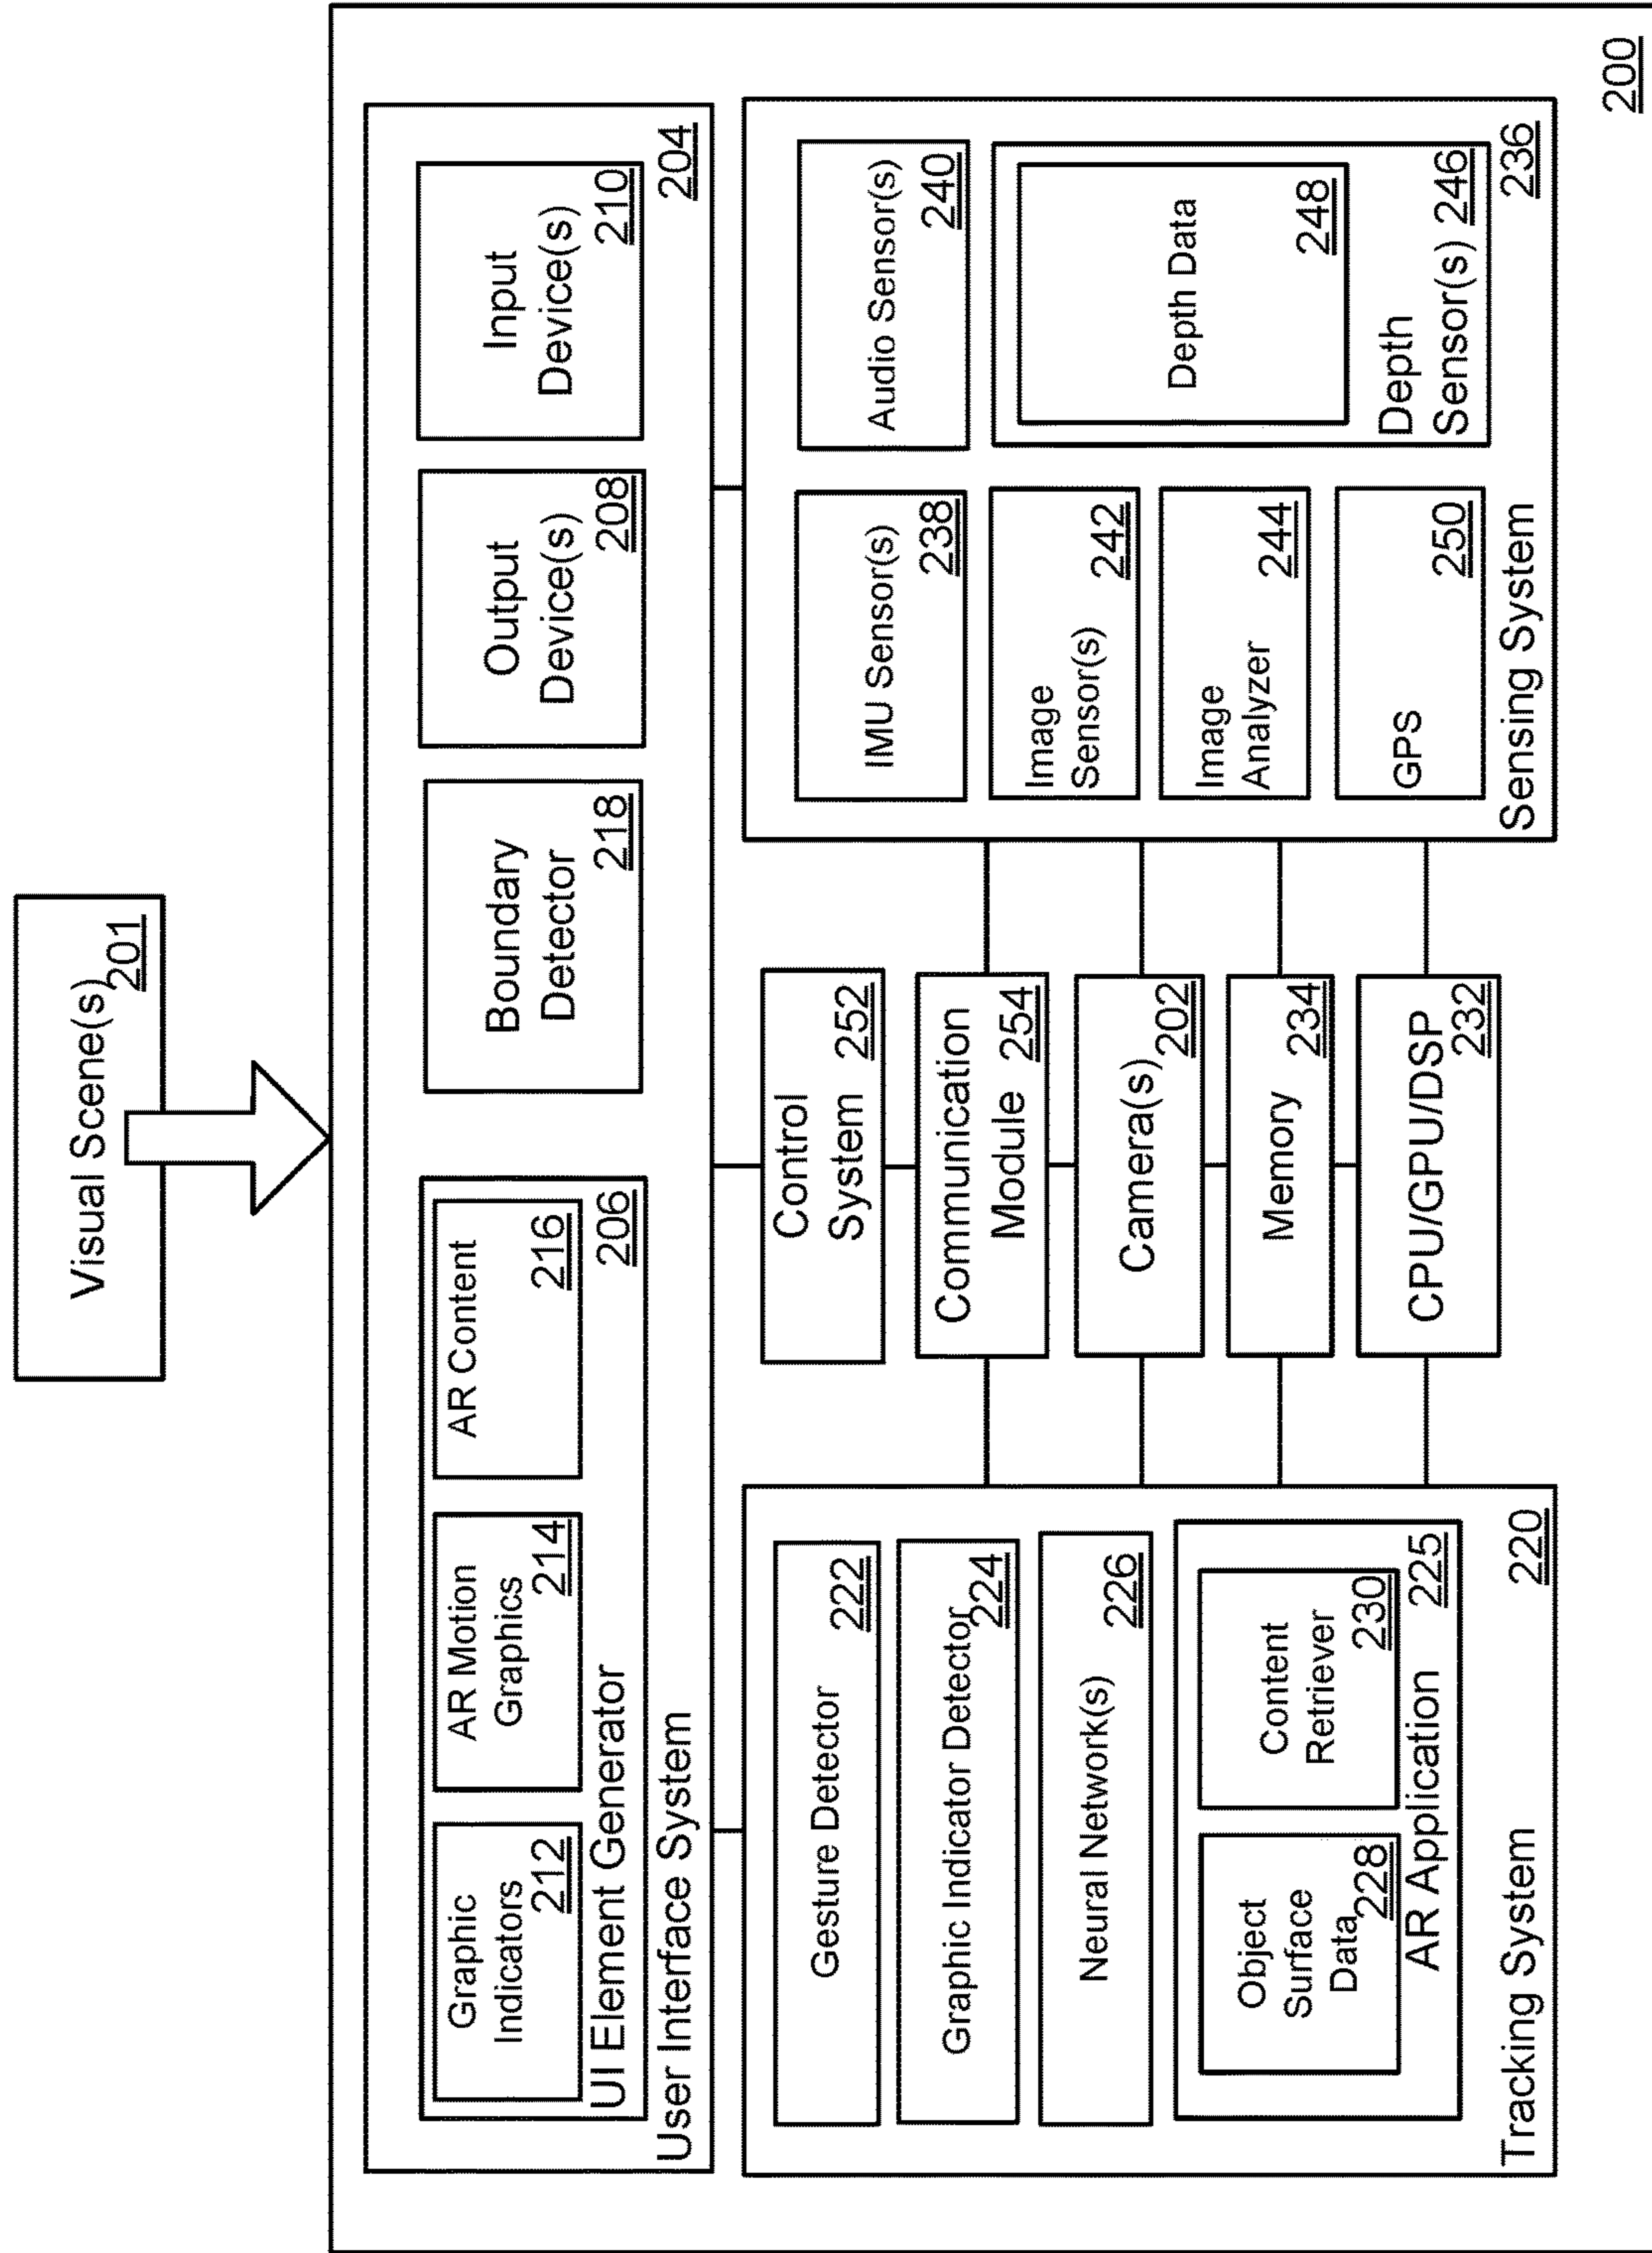 Visual Scene(s)
201
Graphic
Indicators
212
AR Motion
Graphics
214
AR Content
216
UI Element Generator
206
Boundary
Detector
218
Output
Device(s)
208
Input
Device(s)
210
User Interface System
204
Gesture Detector
222
Graphic Indicator Detector
224
Neural Network(s)
226
Object
Surface
Data
228
Content
Retriever
230
AR Application
225
Tracking System
220
Control
System
252
Communication
Module
254
Camera(s)
202
Memory
234
CPU/GPU/DSP
232
IMU Sensor(s)
238
Audio Sensor(s)
240
Image
Sensor(s)
242
Image
Analyzer
244
GPS
250
Depth Data
248
Depth
Sensor(s) 246
Sensing System
236
200